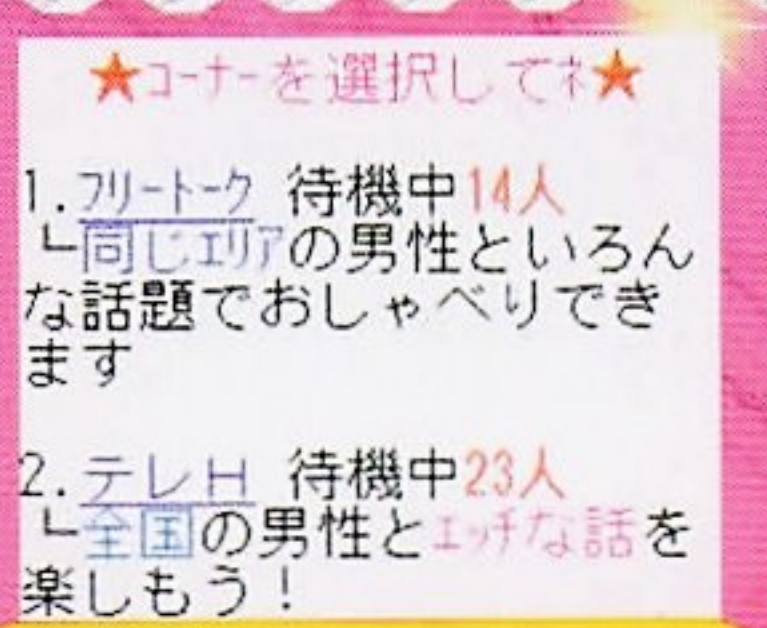 ★ｺｰﾅｰを選択してﾈ★
1.ﾌﾘｰﾄｰｸ 待機中14人
┗同じｴﾘｱの男性といろん
な話題でおしゃべりでき
ます
2.テレH 待機中23人
┗全国の男性とｴｯﾁな話を
楽しもう！